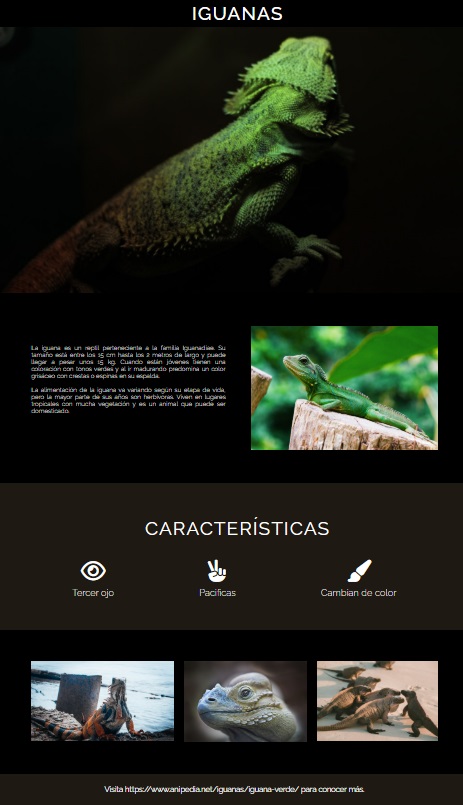 IGUANAS
La iguana es un reptil perteneciente a la familia Iguanadiae. Su
tamaño está entre los 15 cm hasta los 2 metros de largo y puede
llegar a pesar unos 15 kg. Cuando están jóvenes tienen una
coloración con tonos verdes y al ir madurando predomina un color
grisáceo con crestas o espinas en su espalda.
La alimentación de la iguana va variando según su etapa de vida,
pero la mayor parte de sus años son herbívoras. Viven en lugares
tropicales con mucha vegetación y es un animal que puede ser
domesticado.
CARACTERÍSTICAS
Tercer ojo
Pacíficas
Cambian de color
Visita https://www.anipedia.net/iguanas/iguana-verde/ para conocer más.